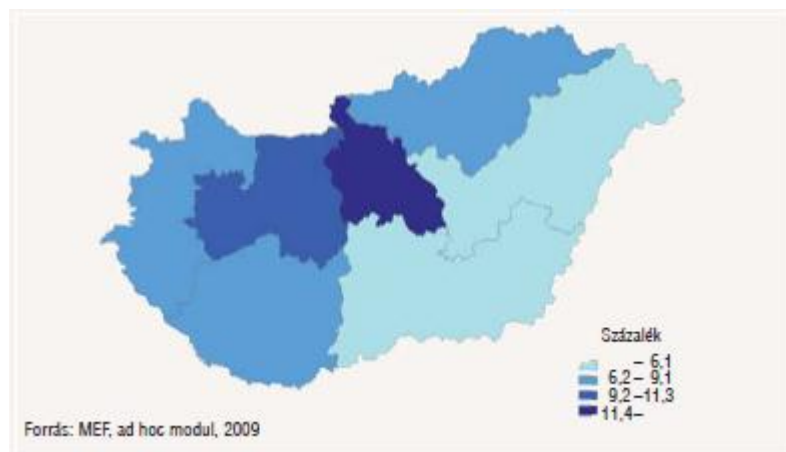 Százalék
– 6,1
6,2 – 9,1
9,2 –11,3
11,4–
Forrás: MEF, ad hoc modul, 2009